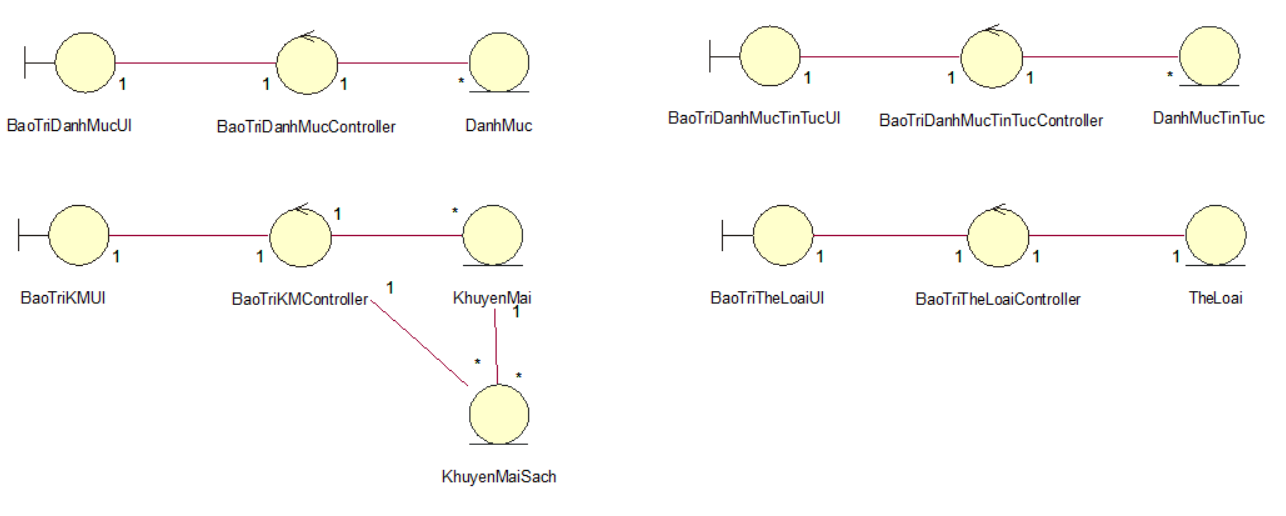 1 1 1 *
BaoTriDanhMucUI BaoTriDanhMucController DanhMuc
1 1 1 *
BaoTriDanhMucTinTucUI BaoTriDanhMucTinTucController DanhMucTinTuc
1 *
1 1
BaoTriKMUI BaoTriKMController 1 KhuyenMai
1
* *
KhuyenMaiSach
1 1 1 1
BaoTriTheLoaiUI BaoTriTheLoaiController TheLoai